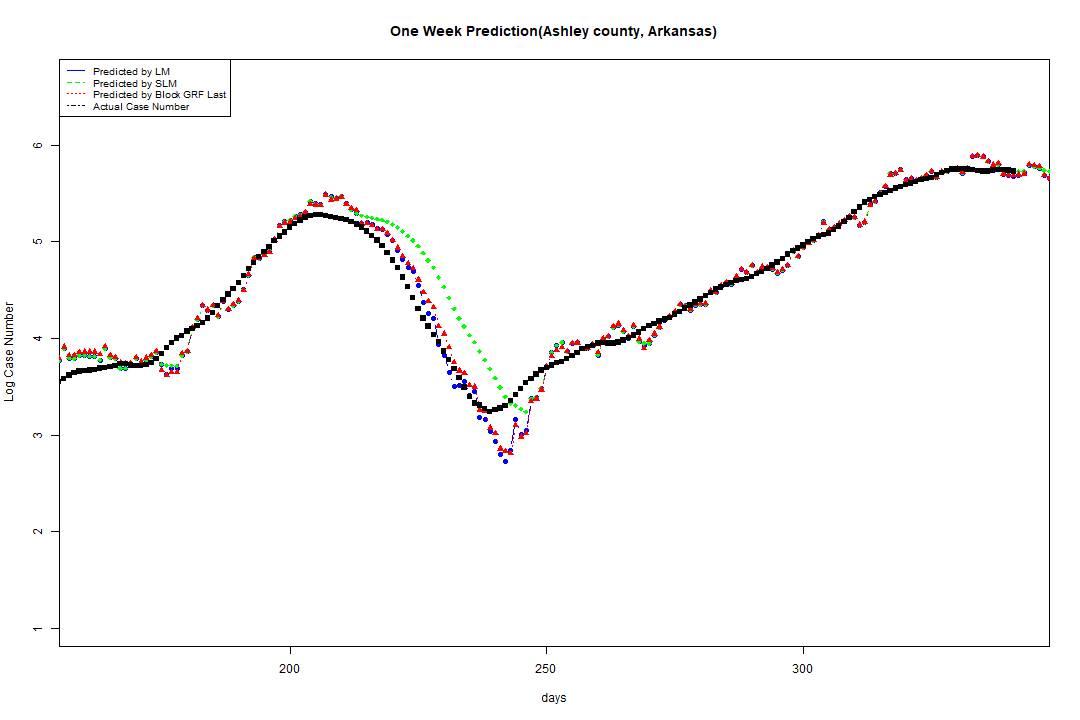 One Week Prediction(Ashley county, Arkansas)
Predicted by LM
Predicted by SLM
Predicted by Block GRF Last
Actual Case Number
6
5
4
3
2
1
Log Case Number
200
250
300
days